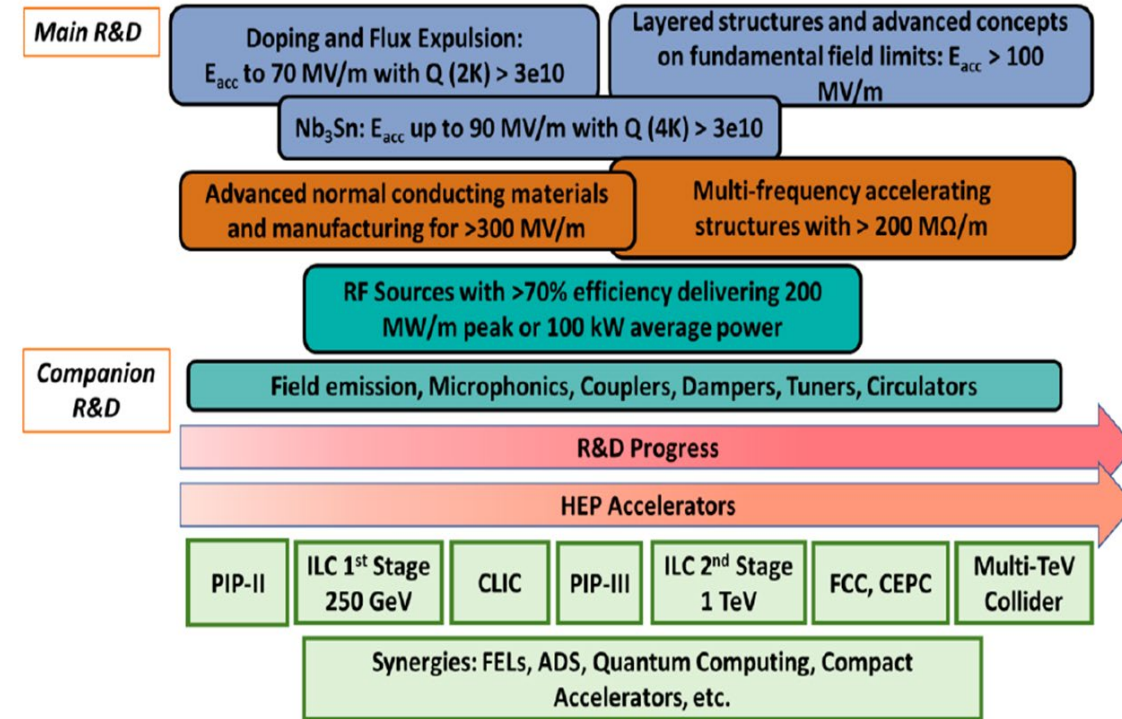 Main R&D
Doping and Flux Expulsion:
E_acc to 70 MV/m with Q (2K) > 3e10
Layered structures and advanced concepts
on fundamental field limits: E_acc > 100
MV/m
Nb₃Sn: E_acc up to 90 MV/m with Q (4K) > 3e10
Advanced normal conducting materials
and manufacturing for >300 MV/m
Multi-frequency accelerating
structures with > 200 MΩ/m
RF Sources with >70% efficiency delivering 200
MW/m peak or 100 kW average power
Companion
R&D
Field emission, Microphonics, Couplers, Dampers, Tuners, Circulators
R&D Progress
HEP Accelerators
PIP-II
ILC 1st Stage
250 GeV
CLIC
PIP-III
ILC 2nd Stage
1 TeV
FCC, CEPC
Multi-TeV
Collider
Synergies: FELs, ADS, Quantum Computing, Compact
Accelerators, etc.